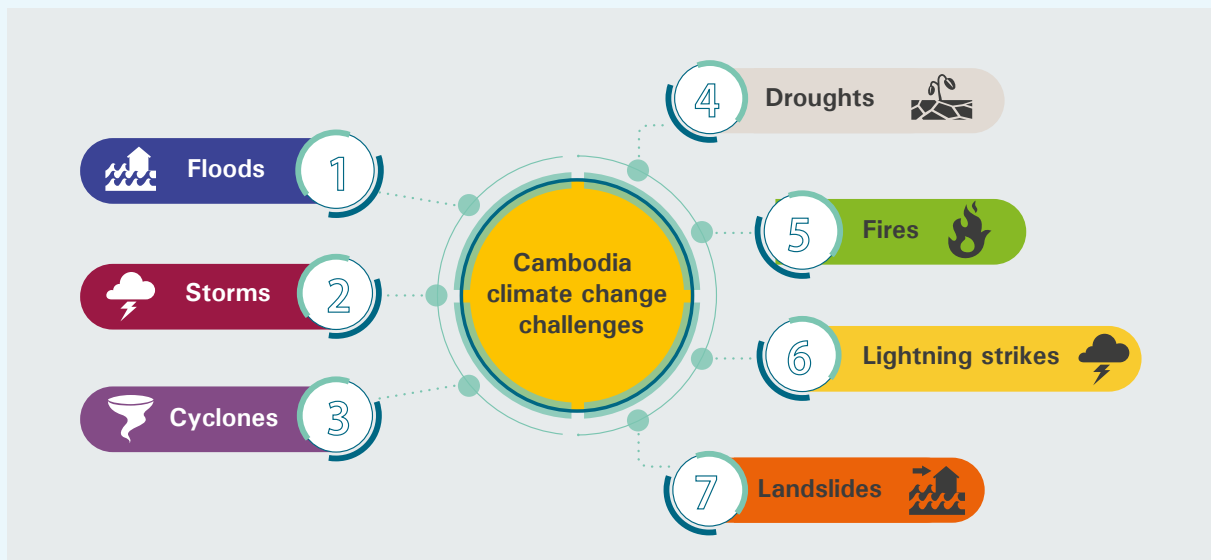 Cambodia
climate change
challenges
1
Floods
2
Storms
3
Cyclones
4
Droughts
5
Fires
6
Lightning strikes
7
Landslides